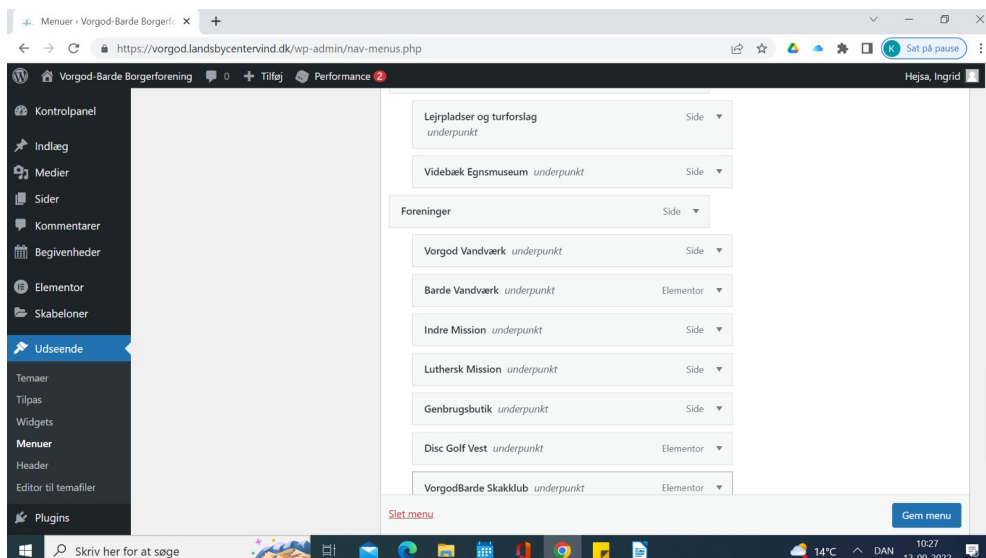 Menuer ‹ Vorgod-Barde Borgerfo
https://vorgod.landsbycentervind.dk/wp-admin/nav-menus.php
K Sat på pause
Vorgod-Barde Borgerforening 0 Tilføj Performance 2 Hejsa, Ingrid
Kontrolpanel
Indlæg
Medier
Sider
Kommentarer
Begivenheder
Elementor
Skabeloner
Udseende
Temaer
Tilpas
Widgets
Menuer
Header
Editor til temafiler
Plugins
Lejrpladser og turforslag Side
underpunkt
Videbæk Egnsmuseum underpunkt Side
Foreninger Side
Vorgod Vandværk underpunkt Side
Barde Vandværk underpunkt Elementor
Indre Mission underpunkt Side
Luthersk Mission underpunkt Side
Genbrugsbutik underpunkt Side
Disc Golf Vest underpunkt Elementor
VorgodBarde Skakklub underpunkt Elementor
Slet menu Gem menu
Skriv her for at søge 14°C DAN 10:27
13-09-2022